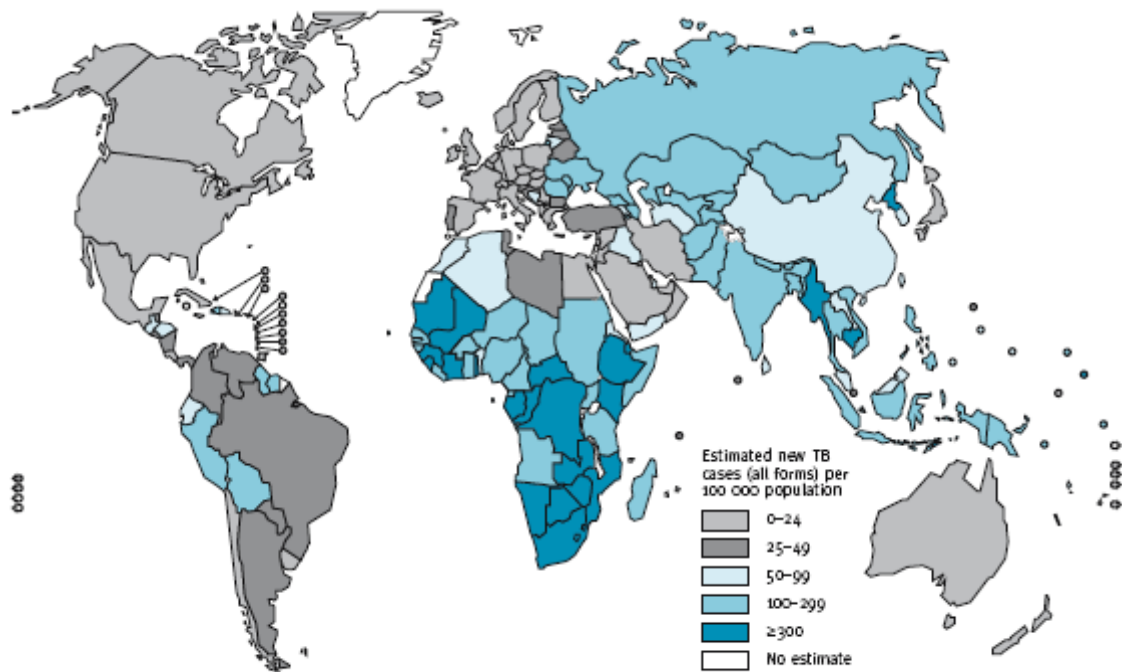 Estimated new TB
cases (all forms) per
100 000 population
0–24
25–49
50–99
100–299
≥300
No estimate